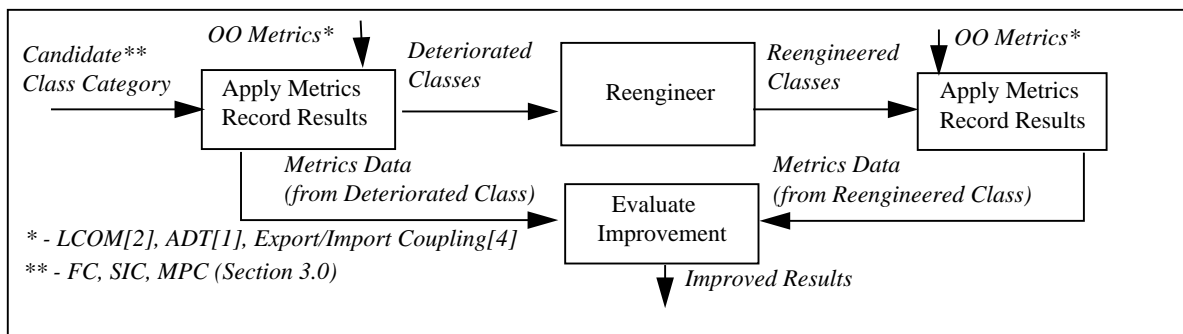 OO Metrics*
Candidate**
Class Category
Apply Metrics
Record Results
Deteriorated
Classes
Reengineer
Reengineered
Classes
OO Metrics*
Apply Metrics
Record Results
Metrics Data
(from Deteriorated Class)
Evaluate
Improvement
Metrics Data
(from Reengineered Class)
* - LCOM[2], ADT[1], Export/Import Coupling[4]
** - FC, SIC, MPC (Section 3.0)
Improved Results